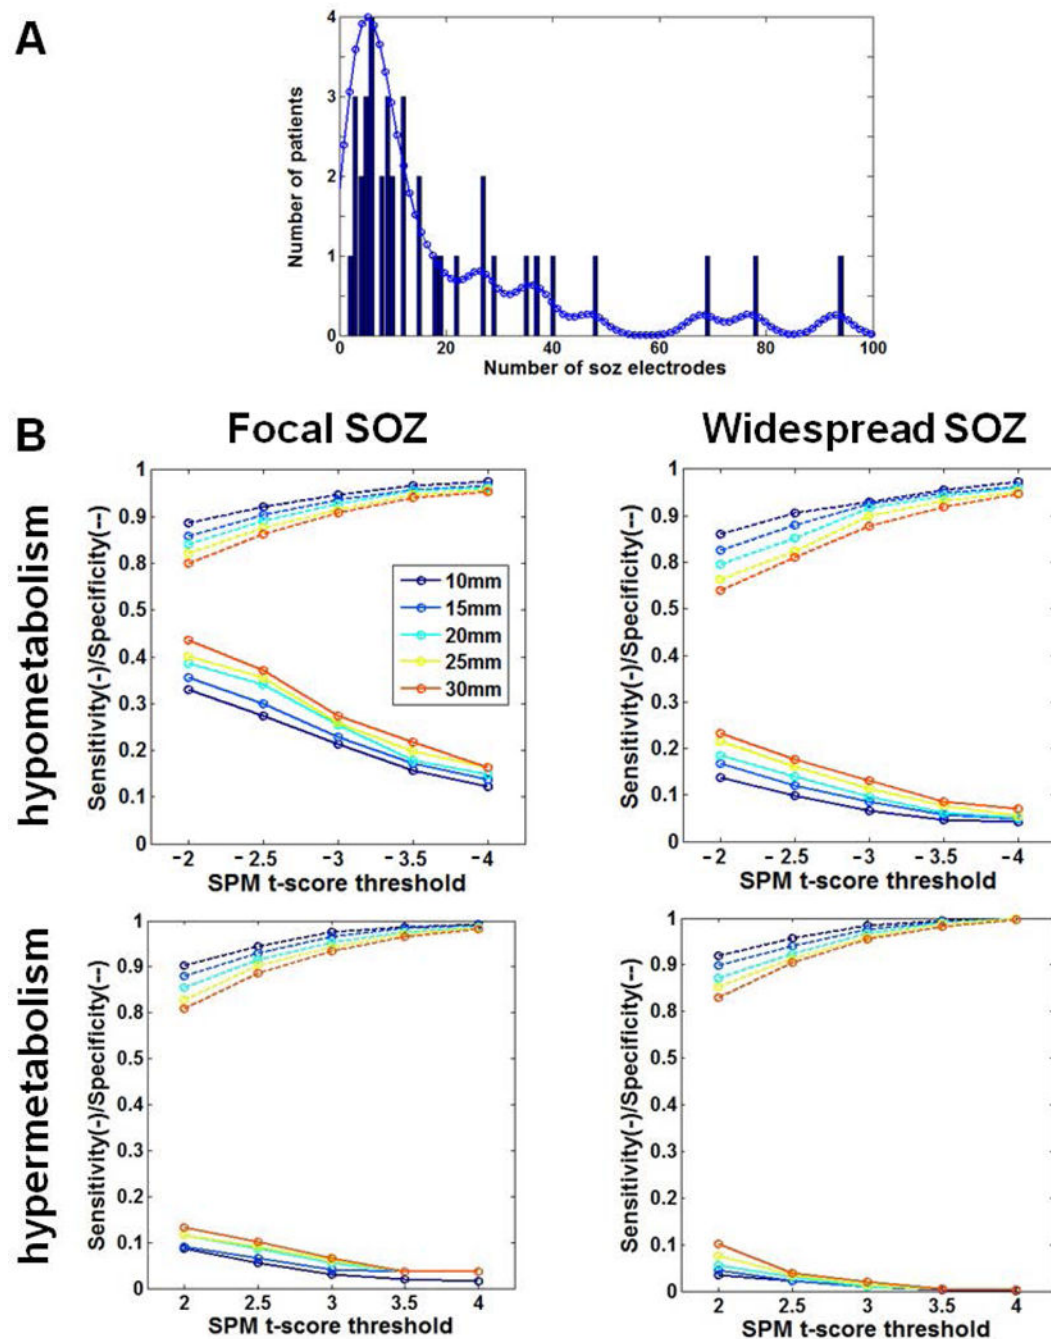 A
4
3
2
1
0
Number of patients
0 20 40 60 80 100
Number of soz electrodes
B
Focal SOZ
Widespread SOZ
hypometabolism
1
0.9
0.8
0.5
0.4
0.3
0.2
0.1
0
Sensitivity(-)/Specificity(--)
10mm
15mm
20mm
25mm
30mm
-2 -2.5 -3 -3.5 -4
SPM t-score threshold
1
0.9
0.8
0.5
0.4
0.3
0.2
0.1
0
Sensitivity(-)/Specificity(--)
-2 -2.5 -3 -3.5 -4
SPM t-score threshold
hypermetabolism
1
0.9
0.8
0.5
0.4
0.3
0.2
0.1
0
Sensitivity(-)/Specificity(--)
2 2.5 3 3.5 4
SPM t-score threshold
1
0.9
0.8
0.5
0.4
0.3
0.2
0.1
0
Sensitivity(-)/Specificity(--)
2 2.5 3 3.5 4
SPM t-score threshold